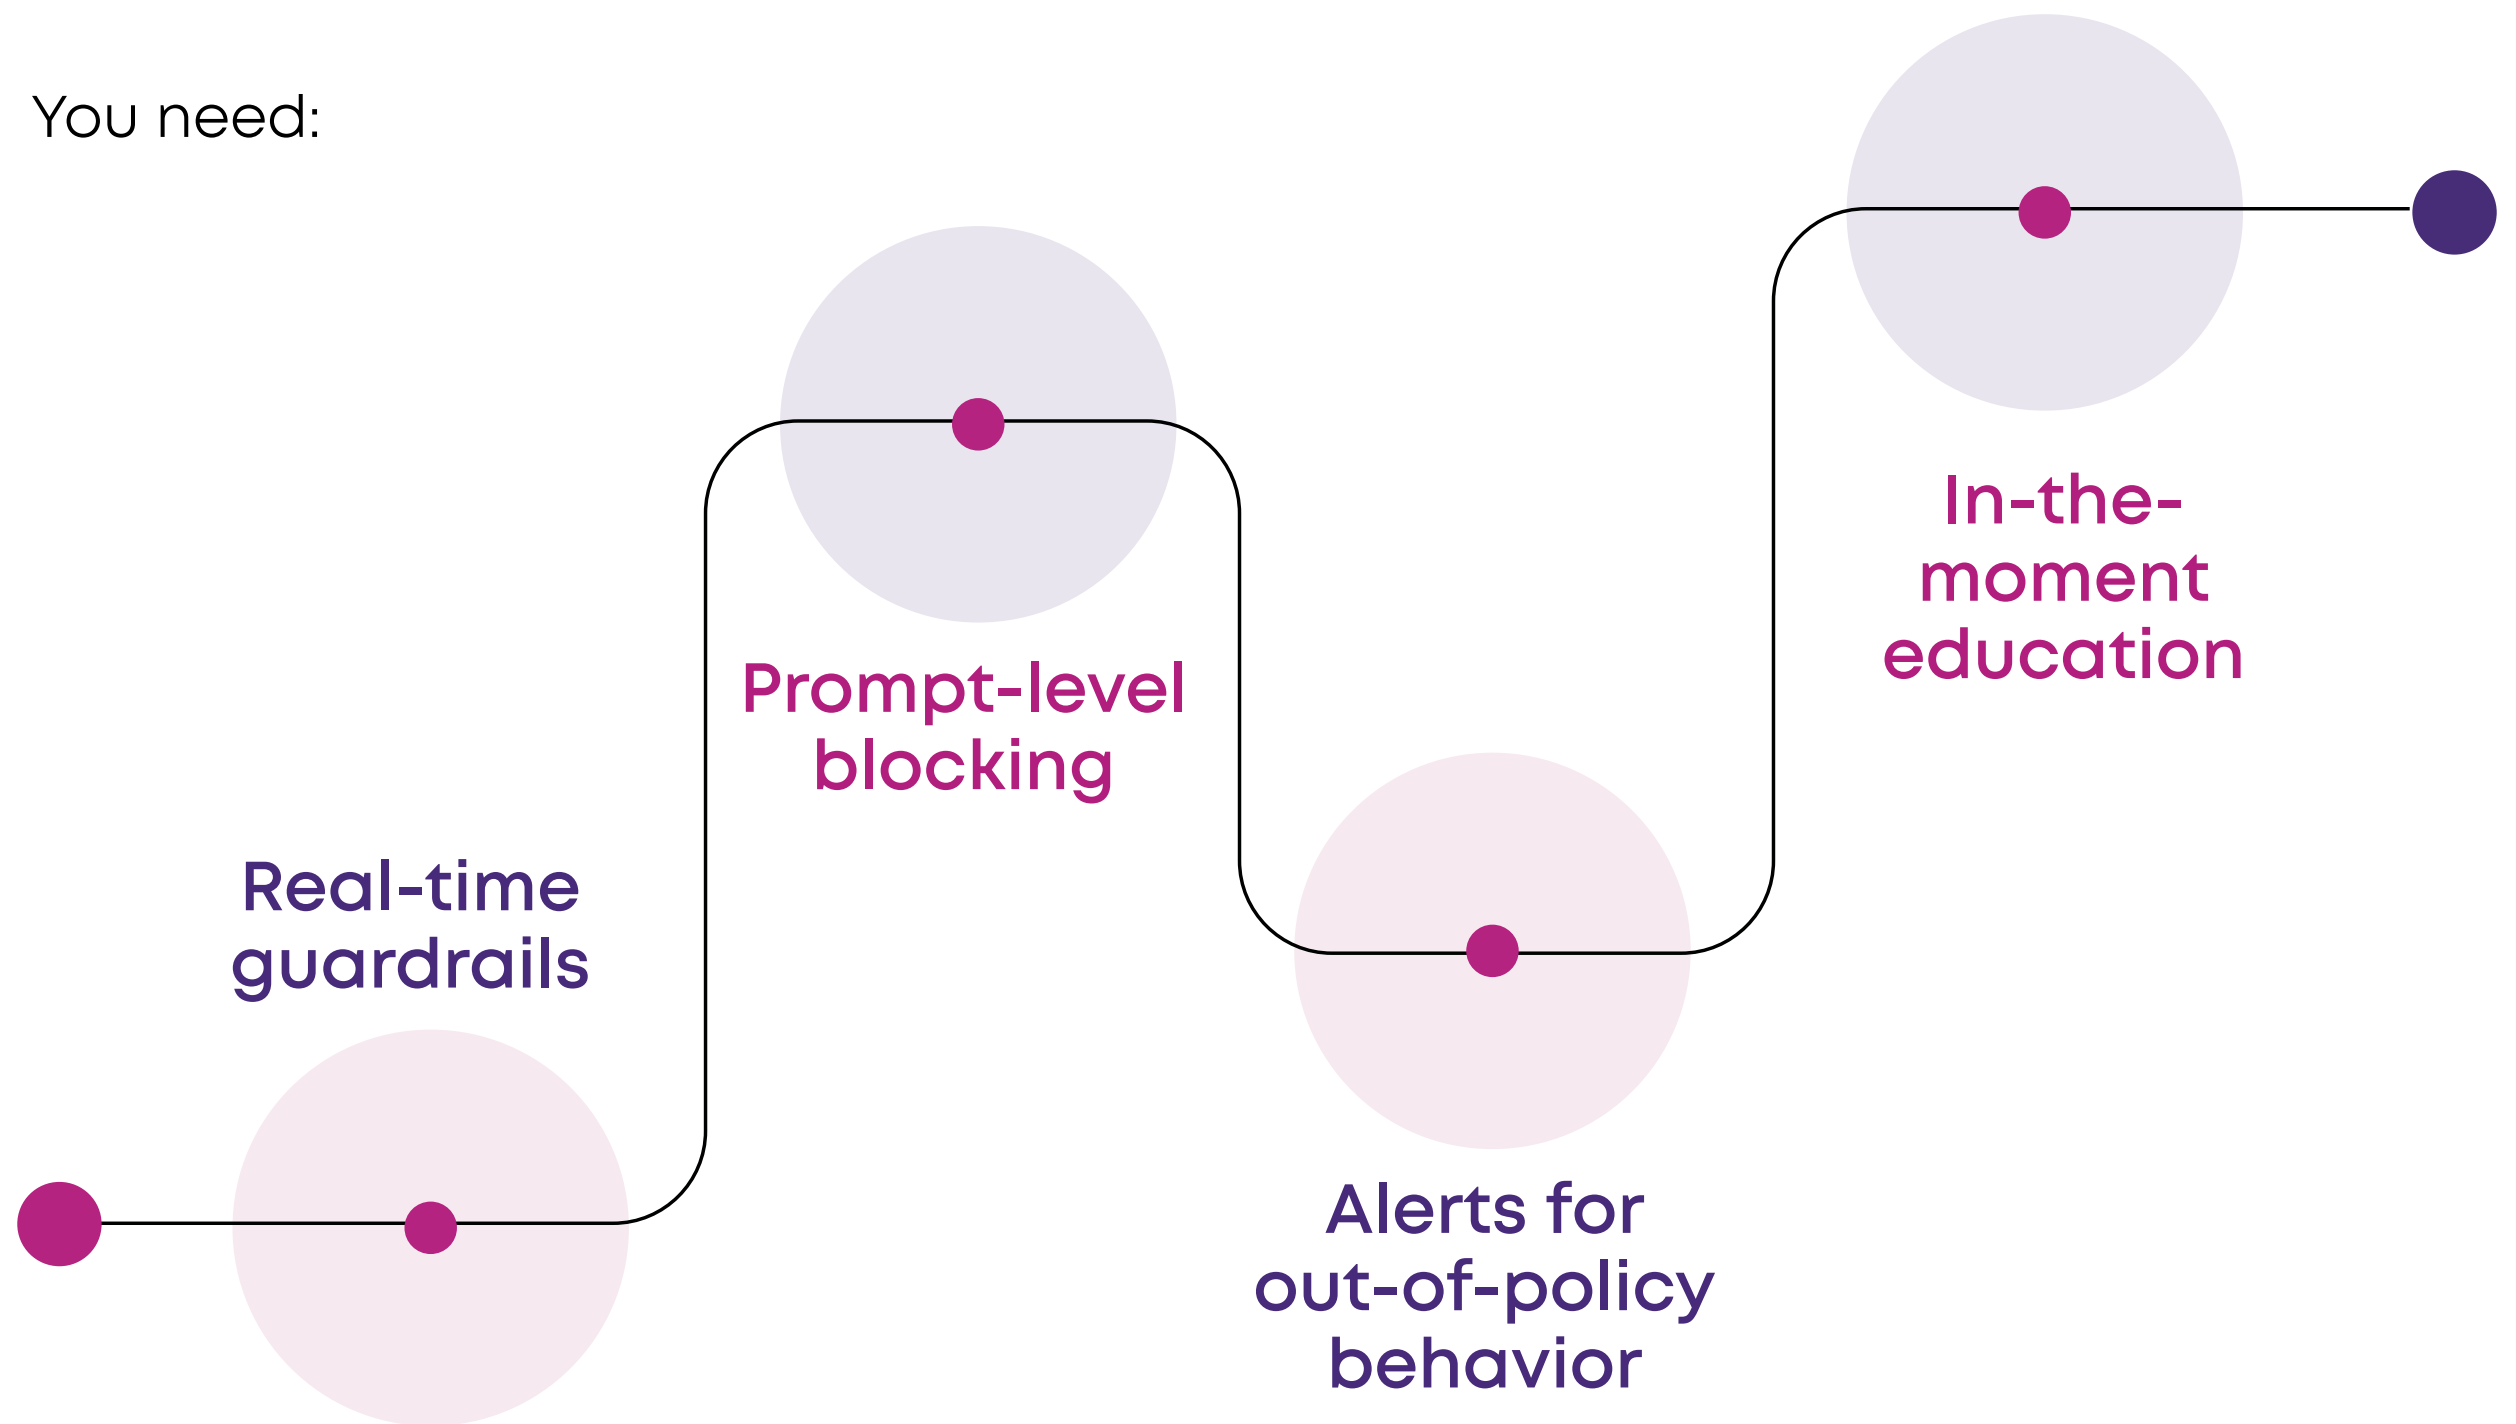 You need:
Real-time
guardrails
Prompt-level
blocking
Alerts for
out-of-policy
behavior
In-the-
moment
education